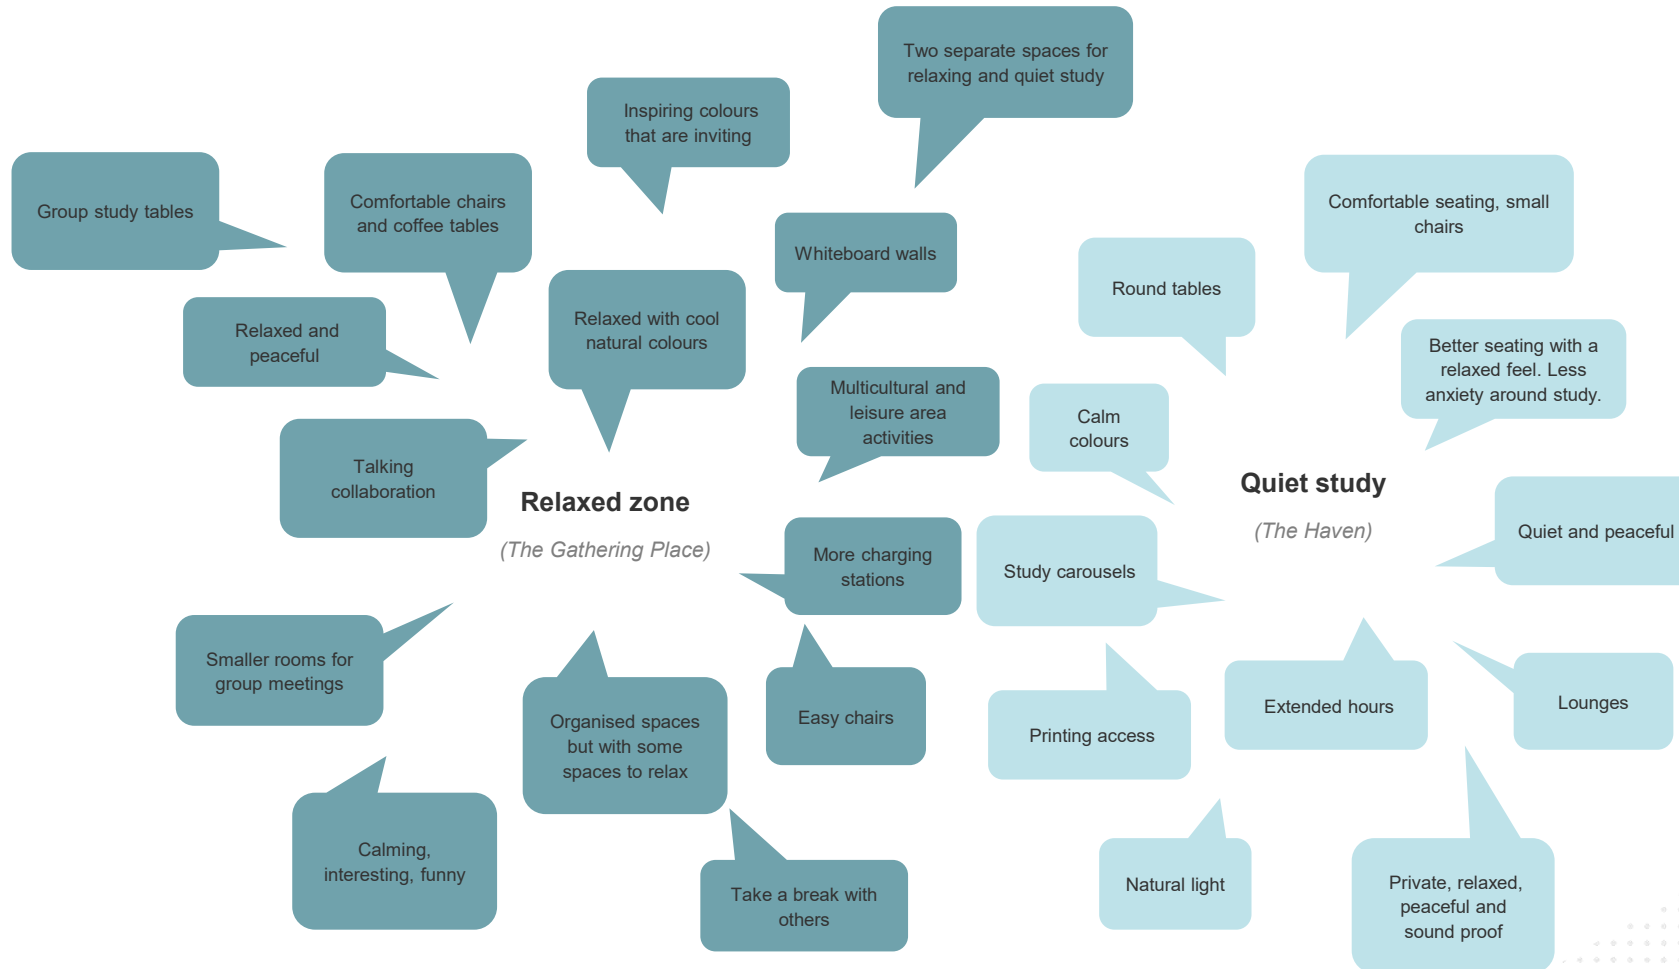 Two separate spaces for
relaxing and quiet study
Inspiring colours
that are inviting
Group study tables
Comfortable chairs
and coffee tables
Whiteboard walls
Relaxed and
peaceful
Relaxed with cool
natural colours
Multicultural and
leisure area
activities
Talking
collaboration
Relaxed zone
(The Gathering Place)
More charging
stations
Smaller rooms for
group meetings
Organised spaces
but with some
spaces to relax
Easy chairs
Calming,
interesting, funny
Take a break with
others
Comfortable seating, small
chairs
Round tables
Better seating with a
relaxed feel. Less
anxiety around study.
Calm
colours
Quiet study
(The Haven)
Quiet and peaceful
Study carousels
Printing access
Extended hours
Lounges
Natural light
Private, relaxed,
peaceful and
sound proof